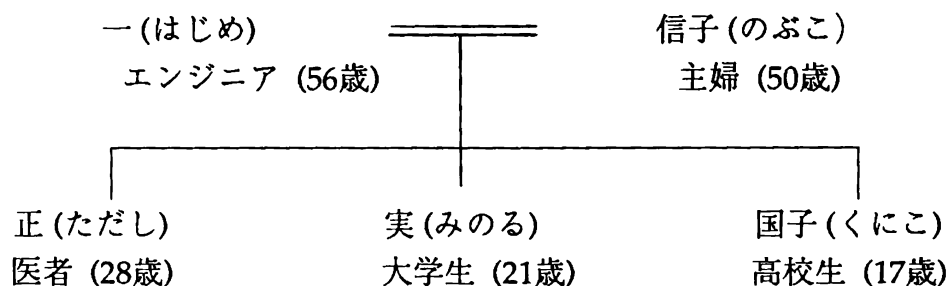 一(はじめ) 信子(のぶこ)
エンジニア (56歳) 主婦 (50歳)
正(ただし) 実(みのる) 国子(くにこ)
医者 (28歳) 大学生 (21歳) 高校生 (17歳)